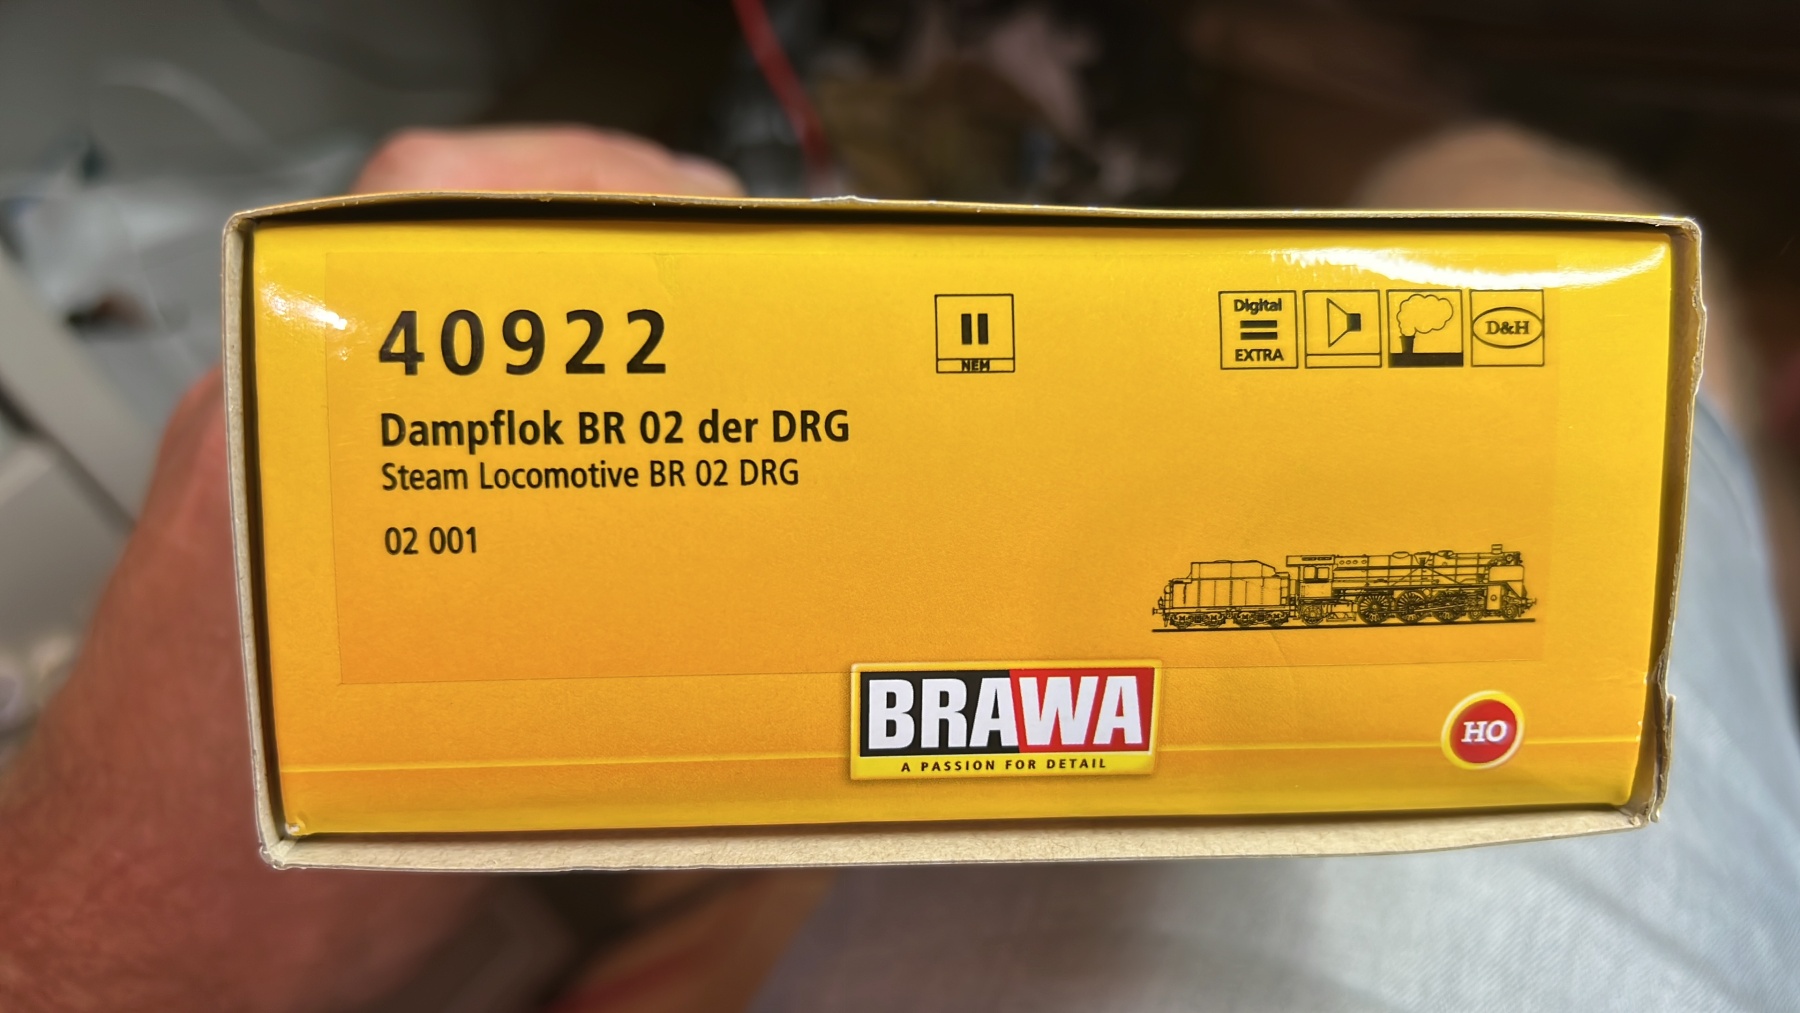 40922
II
NEM
Digital
EXTRA
D&H
Dampflok BR 02 der DRG
Steam Locomotive BR 02 DRG
02 001
BRAWA
A PASSION FOR DETAIL
HO